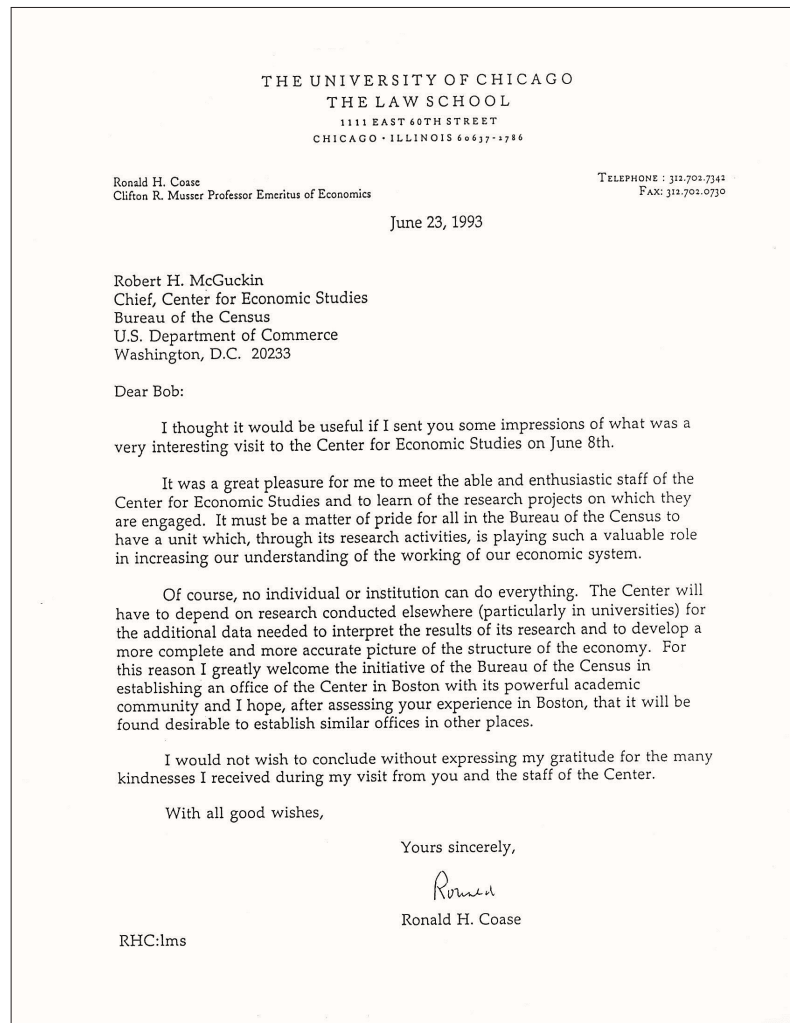 THE UNIVERSITY OF CHICAGO
THE LAW SCHOOL
1111 EAST 60TH STREET
CHICAGO · ILLINOIS 60637-2786
Ronald H. Coase
Clifton R. Musser Professor Emeritus of Economics
TELEPHONE : 312.702.7342
FAX: 312.702.0730
June 23, 1993
Robert H. McGuckin
Chief, Center for Economic Studies
Bureau of the Census
U.S. Department of Commerce
Washington, D.C. 20233
Dear Bob:
I thought it would be useful if I sent you some impressions of what was a
very interesting visit to the Center for Economic Studies on June 8th.
It was a great pleasure for me to meet the able and enthusiastic staff of the
Center for Economic Studies and to learn of the research projects on which they
are engaged. It must be a matter of pride for all in the Bureau of the Census to
have a unit which, through its research activities, is playing such a valuable role
in increasing our understanding of the working of our economic system.
Of course, no individual or institution can do everything. The Center will
have to depend on research conducted elsewhere (particularly in universities) for
the additional data needed to interpret the results of its research and to develop a
more complete and more accurate picture of the structure of the economy. For
this reason I greatly welcome the initiative of the Bureau of the Census in
establishing an office of the Center in Boston with its powerful academic
community and I hope, after assessing your experience in Boston, that it will be
found desirable to establish similar offices in other places.
I would not wish to conclude without expressing my gratitude for the many
kindnesses I received during my visit from you and the staff of the Center.
With all good wishes,
Yours sincerely,
Ronald
Ronald H. Coase
RHC:lms